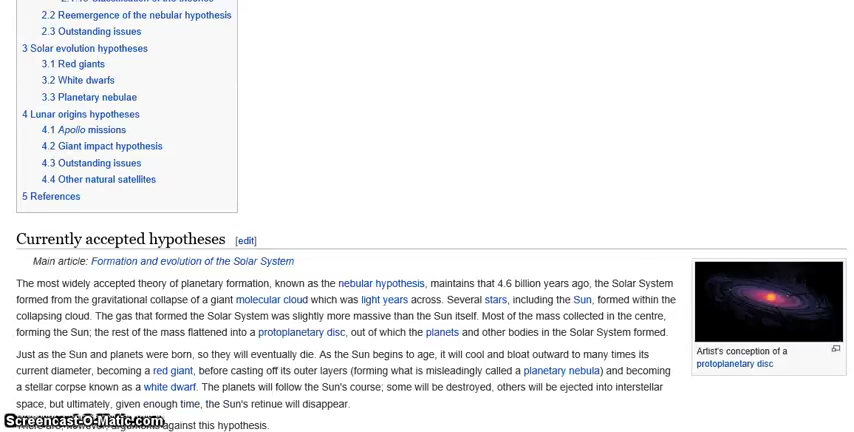 2.2 Reemergence of the nebular hypothesis
2.3 Outstanding issues
3 Solar evolution hypotheses
3.1 Red giants
3.2 White dwarfs
3.3 Planetary nebulae
4 Lunar origins hypotheses
4.1 Apollo missions
4.2 Giant impact hypothesis
4.3 Outstanding issues
4.4 Other natural satellites
5 References
Currently accepted hypotheses [edit]
Main article: Formation and evolution of the Solar System
The most widely accepted theory of planetary formation, known as the nebular hypothesis, maintains that 4.6 billion years ago, the Solar System
formed from the gravitational collapse of a giant molecular cloud which was light years across. Several stars, including the Sun, formed within the
collapsing cloud. The gas that formed the Solar System was slightly more massive than the Sun itself. Most of the mass collected in the centre,
forming the Sun; the rest of the mass flattened into a protoplanetary disc, out of which the planets and other bodies in the Solar System formed.
Artist's conception of a
protoplanetary disc
Just as the Sun and planets were born, so they will eventually die. As the Sun begins to age, it will cool and bloat outward to many times its
current diameter, becoming a red giant, before casting off its outer layers (forming what is misleadingly called a planetary nebula) and becoming
a stellar corpse known as a white dwarf. The planets will follow the Sun's course; some will be destroyed, others will be ejected into interstellar
space, but ultimately, given enough time, the Sun's retinue will disappear.
against this hypothesis.
Screencast-O-Matic.com